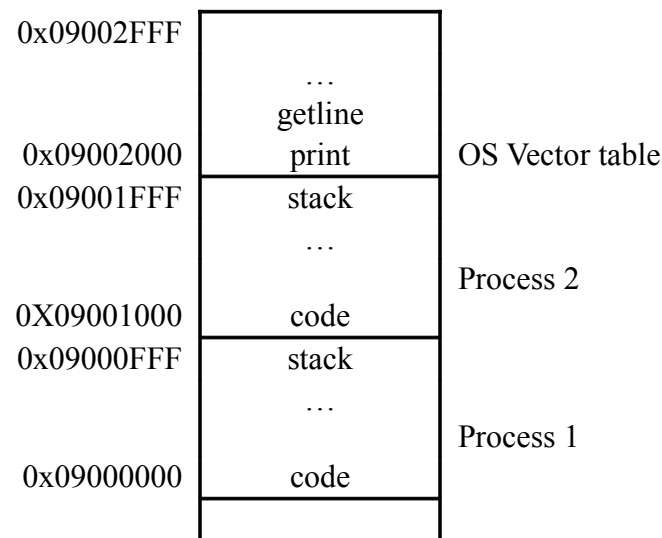 0x09002FFF
…
getline
0x09002000 print OS Vector table
0x09001FFF stack
…
Process 2
0X09001000 code
0x09000FFF stack
…
Process 1
0x09000000 code